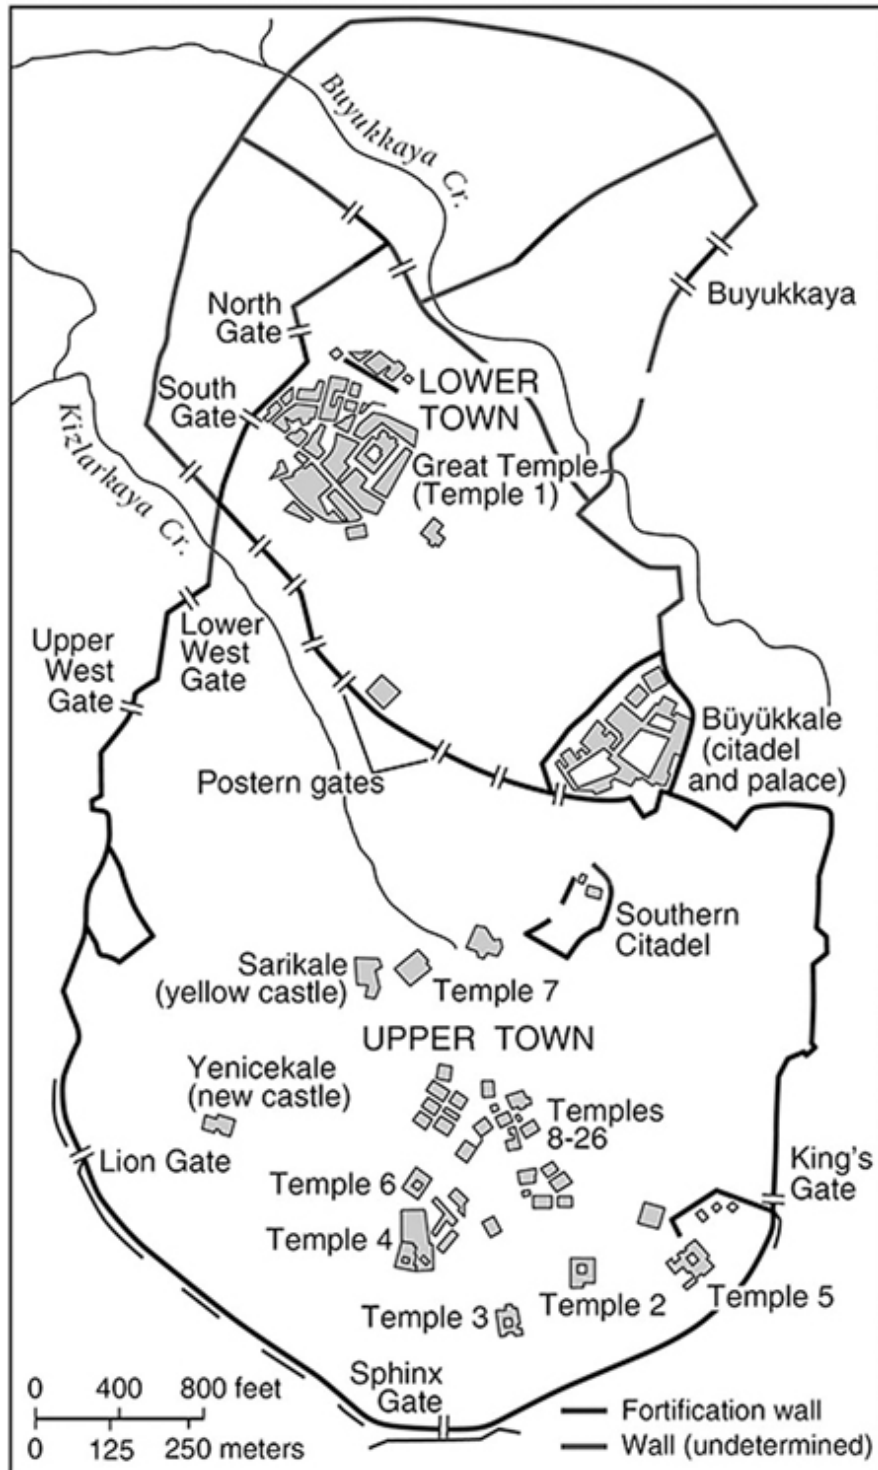 Buyukkaya Cr.
Buyukkaya
North
Gate
LOWER
TOWN
South
Gate
Great Temple
(Temple 1)
Kizlarkaya Cr.
Lower
West
Gate
Upper
West
Gate
Büyükkale
(citadel
and palace)
Postern gates
Southern
Citadel
Sarikale
(yellow castle)
Temple 7
UPPER TOWN
Yenicekale
(new castle)
Temples
8-26
Lion Gate
King's
Gate
Temple 6
Temple 4
Temple 2
Temple 5
Temple 3
Sphinx
Gate
0 400 800 feet
0 125 250 meters
Fortification wall
Wall (undetermined)